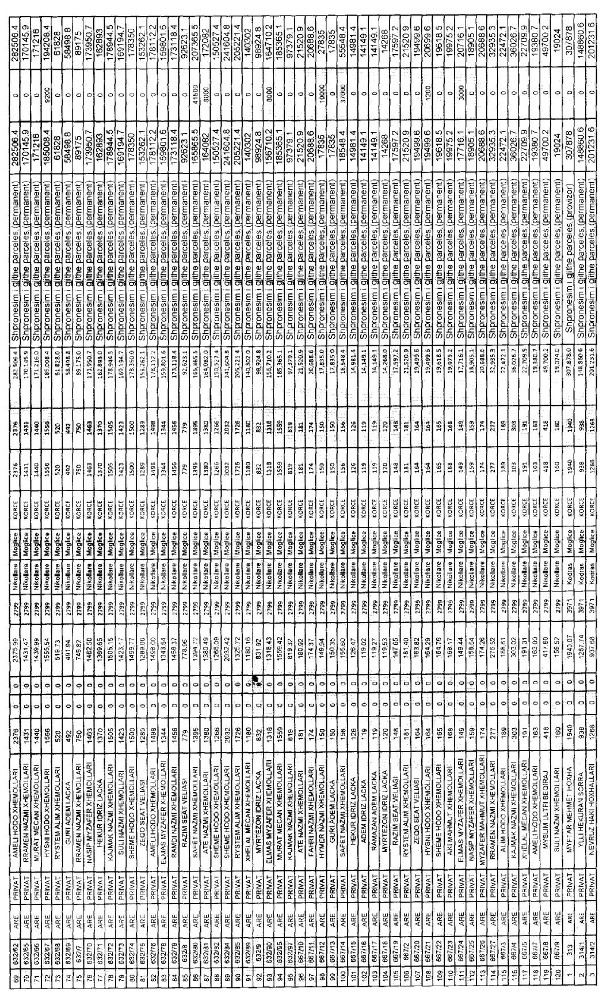 69 632/62 ARE PRIVAT AMELI HODO XHEMOLLARI 2376 0 0 2375.99 2799 Nikollare Moglice KORCE 2376 2376 282,506.4 Shpronesim i gjithe parceles, (permanent) 282506.4 0 282506.4
70 632/65 ARE PRIVAT RRAMEN NAZMI XHEMOLLARI 1431 0 0 1431.47 2799 Nikollare Moglice KORCE 1431 1431 170,145.9 Shpronesim i gjithe parceles, (permanent) 170145.9 0 170145.9
71 632/66 ARE PRIVAT MURAT MECAN XHEMOLLARI 1440 0 0 1439.99 2799 Nikollare Moglice KORCE 1440 1440 171,216.0 Shpronesim i gjithe parceles, (permanent) 171216 0 171216
72 632/67 ARE PRIVAT HYSNI HODO XHEMOLLARI 1556 0 0 1555.54 2799 Nikollare Moglice KORCE 1556 1556 185,008.4 Shpronesim i gjithe parceles, (permanent) 185008.4 9200 194208.4
73 632/68 ARE PRIVAT RYSTEM ALIM XHEMOLLARI 520 0 0 519.73 2799 Nikollare Moglice KORCE 520 520 61,828.0 Shpronesim i gjithe parceles, (permanent) 61828 0 61828
74 632/69 ARE PRIVAT GURI ADEM LACKA 492 0 0 491.94 2799 Nikollare Moglice KORCE 492 492 58,498.8 Shpronesim i gjithe parceles, (permanent) 58498.8 0 58498.8
75 632/7 ARE PRIVAT RRAMEN NAZMI XHEMOLLARI 750 0 0 749.82 2799 Nikollare Moglice KORCE 750 750 89,175.0 Shpronesim i gjithe parceles, (permanent) 89175 0 89175
76 632/70 ARE PRIVAT NASIP MYZAFER XHEMOLLARI 1463 0 0 1462.50 2799 Nikollare Moglice KORCE 1463 1463 173,950.7 Shpronesim i gjithe parceles, (permanent) 173950.7 0 173950.7
77 632/71 ARE PRIVAT HEKUR IDRIZ LACKA 1370 0 0 1369.65 2799 Nikollare Moglice KORCE 1370 1370 162,893.0 Shpronesim i gjithe parceles, (permanent) 162893 0 162893
78 632/72 ARE PRIVAT KAJMAK NAZMI XHEMOLLARI 1505 0 0 1505.15 2799 Nikollare Moglice KORCE 1505 1505 178,944.5 Shpronesim i gjithe parceles, (permanent) 178944.5 0 178944.5
79 632/73 ARE PRIVAT SULI NAZMI XHEMOLLARI 1423 0 0 1423.17 2799 Nikollare Moglice KORCE 1423 1423 169,194.7 Shpronesim i gjithe parceles, (permanent) 169194.7 0 169194.7
80 632/74 ARE PRIVAT SHEME HODO XHEMOLLARI 1500 0 0 1499.77 2799 Nikollare Moglice KORCE 1500 1500 178,350.0 Shpronesim i gjithe parceles, (permanent) 178350 0 178350
81 632/75 ARE PRIVAT ZEQO SEAT VELIASI 1289 0 0 1289.00 2799 Nikollare Moglice KORCE 1289 1289 153,262.1 Shpronesim i gjithe parceles, (permanent) 153262.1 0 153262.1
82 632/76 ARE PRIVAT AMELI HODO XHEMOLLARI 1498 0 0 1498.00 2799 Nikollare Moglice KORCE 1498 1498 178,112.2 Shpronesim i gjithe parceles, (permanent) 178112.2 0 178112.2
83 632/78 ARE PRIVAT ELMAS MYZAFER XHEMOLLARI 1344 0 0 1343.54 2799 Nikollare Moglice KORCE 1344 1344 159,801.6 Shpronesim i gjithe parceles, (permanent) 159801.6 0 159801.6
84 632/79 ARE PRIVAT RAMDI NAZMI XHEMOLLARI 1456 0 0 1456.37 2799 Nikollare Moglice KORCE 1456 1456 173,118.4 Shpronesim i gjithe parceles, (permanent) 173118.4 0 173118.4
85 632/8 ARE PRIVAT RAZIM SEAT VELIASI 779 0 0 778.96 2799 Nikollare Moglice KORCE 779 779 92,623.1 Shpronesim i gjithe parceles, (permanent) 92623.1 0 92623.1
86 632/80 ARE PRIVAT SAFET NAZMI XHEMOLLARI 1395 0 0 1394.72 2799 Nikollare Moglice KORCE 1395 1395 165,865.5 Shpronesim i gjithe parceles, (permanent) 165865.5 41500 207365.5
87 632/81 ARE PRIVAT ATE NAZMI XHEMOLLARI 1380 0 0 1380.49 2799 Nikollare Moglice KORCE 1380 1380 164,082.0 Shpronesim i gjithe parceles, (permanent) 164082 8000 172082
88 632/82 ARE PRIVAT SHEME HODO XHEMOLLARI 1266 0 0 1266.09 2799 Nikollare Moglice KORCE 1266 1266 150,527.4 Shpronesim i gjithe parceles, (permanent) 150527.4 0 150527.4
89 632/84 ARE PRIVAT SHEME HODO XHEMOLLARI 2032 0 0 2032.42 2799 Nikollare Moglice KORCE 2032 2032 241,604.8 Shpronesim i gjithe parceles, (permanent) 241604.8 0 241604.8
90 632/85 ARE PRIVAT RYSTEM ALIM XHEMOLLARI 1726 0 0 1325.72 2799 Nikollare Moglice KORCE 1726 1726 205,221.4 Shpronesim i gjithe parceles, (permanent) 205221.4 0 205221.4
91 632/89 ARE PRIVAT XHELAL MECAN XHEMOLLARI 1180 0 0 1180.16 2799 Nikollare Moglice KORCE 1180 1180 140,302.0 Shpronesim i gjithe parceles, (permanent) 140302 0 140302
92 632/9 ARE PRIVAT MYRTEZON IDRIZ LACKA 832 0 0 831.92 2799 Nikollare Moglice KORCE 832 832 98,924.8 Shpronesim i gjithe parceles, (permanent) 98924.8 0 98924.8
93 632/90 ARE PRIVAT ELMAS MYZAFER XHEMOLLARI 1318 0 0 1318.43 2799 Nikollare Moglice KORCE 1318 1318 156,710.2 Shpronesim i gjithe parceles, (permanent) 156710.2 8000 164710.2
94 632/95 ARE PRIVAT MURAT MECAN XHEMOLLARI 1559 0 0 1559.42 2799 Nikollare Moglice KORCE 1559 1559 185,365.1 Shpronesim i gjithe parceles, (permanent) 185365.1 0 185365.1
95 632/97 ARE PRIVAT KAJMAK NAZMI XHEMOLLARI 819 0 0 819.32 2799 Nikollare Moglice KORCE 819 819 97,379.1 Shpronesim i gjithe parceles, (permanent) 97379.1 0 97379.1
96 667/10 ARE PRIVAT ATE NAZMI XHEMOLLARI 181 0 0 180.92 2799 Nikollare Moglice KORCE 181 181 21,520.9 Shpronesim i gjithe parceles, (permanent) 21520.9 0 21520.9
97 667/11 ARE PRIVAT FAHRI NAZMI XHEMOLLARI 174 0 0 174.37 2799 Nikollare Moglice KORCE 174 174 20,688.6 Shpronesim i gjithe parceles, (permanent) 20688.6 0 20688.6
98 667/12 ARE PRIVAT HYMER NAZMI XHEMOLLARI 150 0 0 149.94 2799 Nikollare Moglice KORCE 150 150 17,835.0 Shpronesim i gjithe parceles, (permanent) 17835 10000 27835
99 667/13 ARE PRIVAT GURI ADEM LACKA 150 0 0 150.35 2799 Nikollare Moglice KORCE 150 150 17,835.0 Shpronesim i gjithe parceles, (permanent) 17835 0 17835
100 667/14 ARE PRIVAT SAFET NAZMI XHEMOLLARI 156 0 0 155.60 2799 Nikollare Moglice KORCE 156 156 18,548.4 Shpronesim i gjithe parceles, (permanent) 18548.4 37000 55548.4
101 667/15 ARE PRIVAT HEKUR IDRIZ LACKA 126 0 0 126.47 2799 Nikollare Moglice KORCE 126 126 14,981.4 Shpronesim i gjithe parceles, (permanent) 14981.4 0 14981.4
102 667/16 ARE PRIVAT ADEM IDRIZ LACKA 119 0 0 119.02 2799 Nikollare Moglice KORCE 119 119 14,149.1 Shpronesim i gjithe parceles, (permanent) 14149.1 0 14149.1
103 667/17 ARE PRIVAT RAMAZAN ADEM LACKA 119 0 0 119.27 2799 Nikollare Moglice KORCE 119 119 14,149.1 Shpronesim i gjithe parceles, (permanent) 14149.1 0 14149.1
104 667/18 ARE PRIVAT MYRTEZON IDRIZ LACKA 120 0 0 119.53 2799 Nikollare Moglice KORCE 120 120 14,268.0 Shpronesim i gjithe parceles, (permanent) 14268 0 14268
105 667/19 ARE PRIVAT RAZIM SEAT VELIASI 148 0 0 147.65 2799 Nikollare Moglice KORCE 148 148 17,597.2 Shpronesim i gjithe parceles, (permanent) 17597.2 0 17597.2
106 667/2 ARE PRIVAT RYSTEM ALIM XHEMOLLARI 181 0 0 181.40 2799 Nikollare Moglice KORCE 181 181 21,520.9 Shpronesim i gjithe parceles, (permanent) 21520.9 0 21520.9
107 667/20 ARE PRIVAT ZEQO SEAT VELIASI 164 0 0 163.82 2799 Nikollare Moglice KORCE 164 164 19,499.6 Shpronesim i gjithe parceles, (permanent) 19499.6 0 19499.6
108 667/21 ARE PRIVAT HYSNI HODO XHEMOLLARI 164 0 0 164.29 2799 Nikollare Moglice KORCE 164 164 19,499.6 Shpronesim i gjithe parceles, (permanent) 19499.6 1200 20699.6
109 667/22 ARE PRIVAT SHEME HODO XHEMOLLARI 165 0 0 164.76 2799 Nikollare Moglice KORCE 165 165 19,618.5 Shpronesim i gjithe parceles, (permanent) 19618.5 0 19618.5
110 667/23 ARE PRIVAT AKI MAHMUT XHEMOLLARI 168 0 0 168.17 2799 Nikollare Moglice KORCE 168 168 19,975.2 Shpronesim i gjithe parceles, (permanent) 19975.2 0 19975.2
111 667/24 ARE PRIVAT ELMAS MYZAFER XHEMOLLARI 149 0 0 149.44 2799 Nikollare Moglice KORCE 149 149 17,716.1 Shpronesim i gjithe parceles, (permanent) 17716.1 3000 20716.1
112 667/25 ARE PRIVAT NASIP MYZAFER XHEMOLLARI 159 0 0 158.54 2799 Nikollare Moglice KORCE 159 159 18,905.1 Shpronesim i gjithe parceles, (permanent) 18905.1 0 18905.1
113 667/26 ARE PRIVAT MYZAFER MAHMUT XHEMOLLARI 174 0 0 174.26 2799 Nikollare Moglice KORCE 174 174 20,688.6 Shpronesim i gjithe parceles, (permanent) 20688.6 0 20688.6
114 667/27 ARE PRIVAT RRAMEN NAZMI XHEMOLLARI 277 0 0 276.52 2799 Nikollare Moglice KORCE 277 277 32,935.3 Shpronesim i gjithe parceles, (permanent) 32935.3 0 32935.3
115 667/3 ARE PRIVAT ALIM HODO XHEMOLLARI 189 0 0 188.61 2799 Nikollare Moglice KORCE 189 189 22,472.1 Shpronesim i gjithe parceles, (permanent) 22472.1 0 22472.1
116 667/4 ARE PRIVAT KAJMAK NAZMI XHEMOLLARI 303 0 0 303.02 2799 Nikollare Moglice KORCE 303 303 36,026.7 Shpronesim i gjithe parceles, (permanent) 36026.7 0 36026.7
117 667/5 ARE PRIVAT XHELAL MECAN XHEMOLLARI 191 0 0 191.31 2799 Nikollare Moglice KORCE 191 191 22,709.9 Shpronesim i gjithe parceles, (permanent) 22709.9 0 22709.9
118 667/7 ARE PRIVAT AMELI HODO XHEMOLLARI 163 0 0 163.00 2799 Nikollare Moglice KORCE 163 163 19,380.7 Shpronesim i gjithe parceles, (permanent) 19380.7 0 19380.7
119 667/8 ARE PRIVAT MYSLIM LUTFI BEDIRAJ 418 0 0 417.80 2799 Nikollare Moglice KORCE 418 418 49,700.2 Shpronesim i gjithe parceles, (permanent) 49700.2 0 49700.2
120 667/9 ARE PRIVAT SULI NAZMI XHEMOLLARI 160 0 0 159.52 2799 Nikollare Moglice KORCE 160 160 19,024.0 Shpronesim i gjithe parceles, (permanent) 19024 0 19024
1 313 ARE PRIVAT MYFTAR MEHMET HOXHA 1940 0 0 1940.07 3971 Kodras Moglice KORCE 1940 1940 307,878.0 Shpronesim i gjithe parceles, (provizor) 307878 0 307878
2 314/1 ARE PRIVAT YLLI HEKURAN SORRA 938 0 0 1267.74 3971 Kodras Moglice KORCE 938 938 148,860.6 Shpronesim i gjithe parceles, (permanent) 148860.6 0 148860.6
3 314/2 ARE PRIVAT NEVRUZ HAKI HOXHALLARI 1268 0 0 937.68 3971 Kodras Moglice KORCE 1268 1268 201,231.6 Shpronesim i gjithe parceles, (permanent) 201231.6 0 201231.6